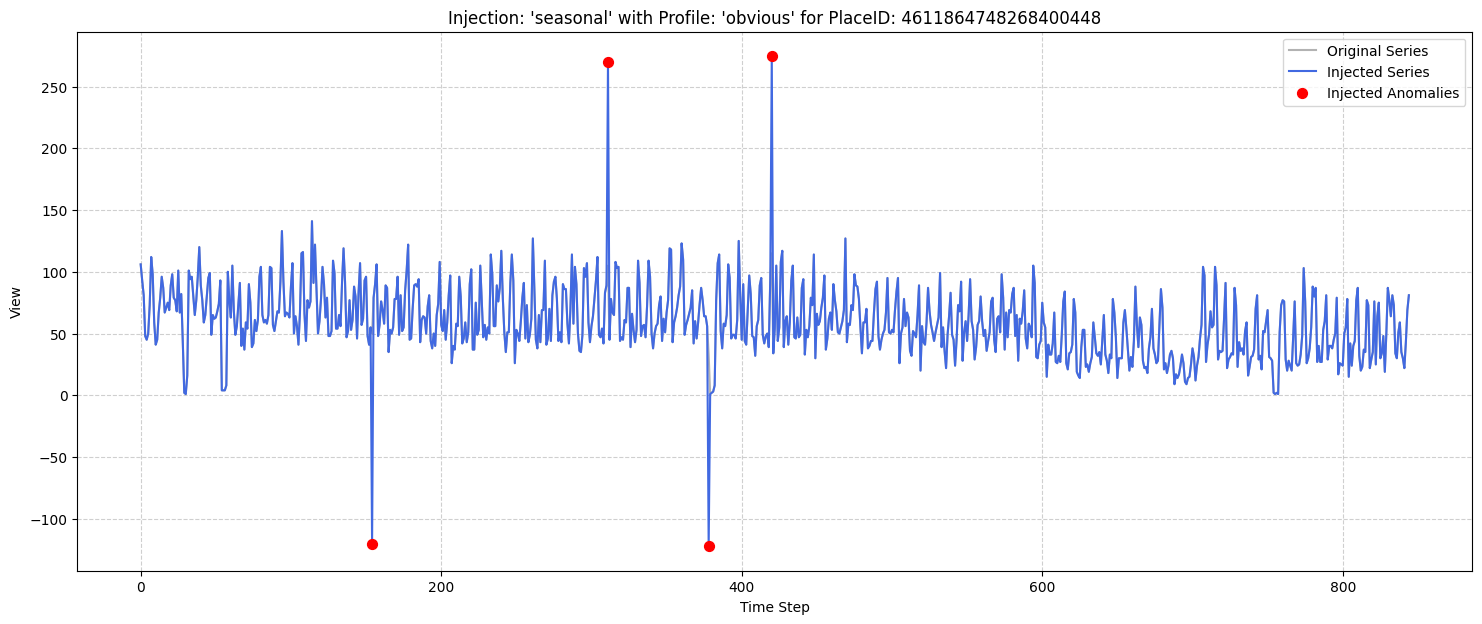 Injection: 'seasonal' with Profile: 'obvious' for PlaceID: 4611864748268400448
Original Series
Injected Series
Injected Anomalies
View
250
200
150
100
50
0
−50
−100
0
200
400
600
800
Time Step